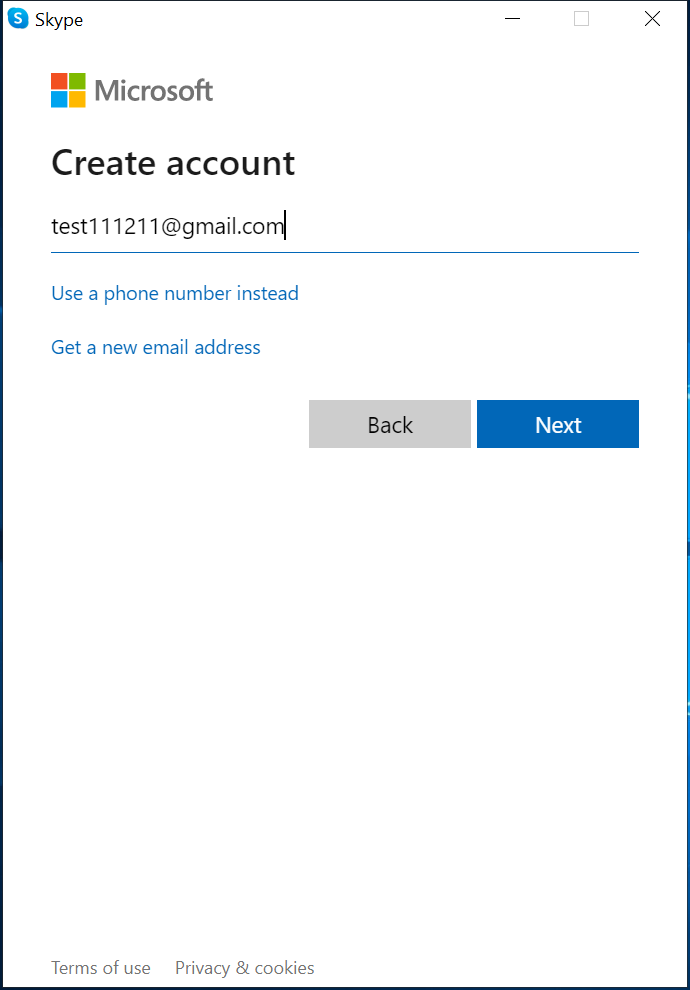 Skype
Microsoft
Create account
test111211@gmail.com
Use a phone number instead
Get a new email address
Back Next
Terms of use Privacy & cookies